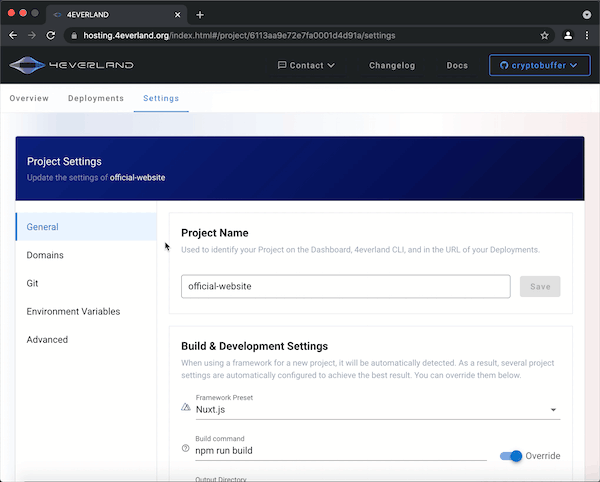 4EVERLAND
hosting.4everland.org/index.html#/project/6113aa9e72e7fa0001d4d91a/settings
4EVERLAND
Contact
Changelog
Docs
cryptobuffer
Overview
Deployments
Settings
Project Settings
Update the settings of official-website
General
Domains
Git
Environment Variables
Advanced
Project Name
Used to identify your Project on the Dashboard, 4everland CLI, and in the URL of your Deployments.
official-website
Save
Build & Development Settings
When using a framework for a new project, it will be automatically detected. As a result, several project
settings are automatically configured to achieve the best result. You can override them below.
Framework Preset
Nuxt.js
Build command
npm run build
Override
Output Directory